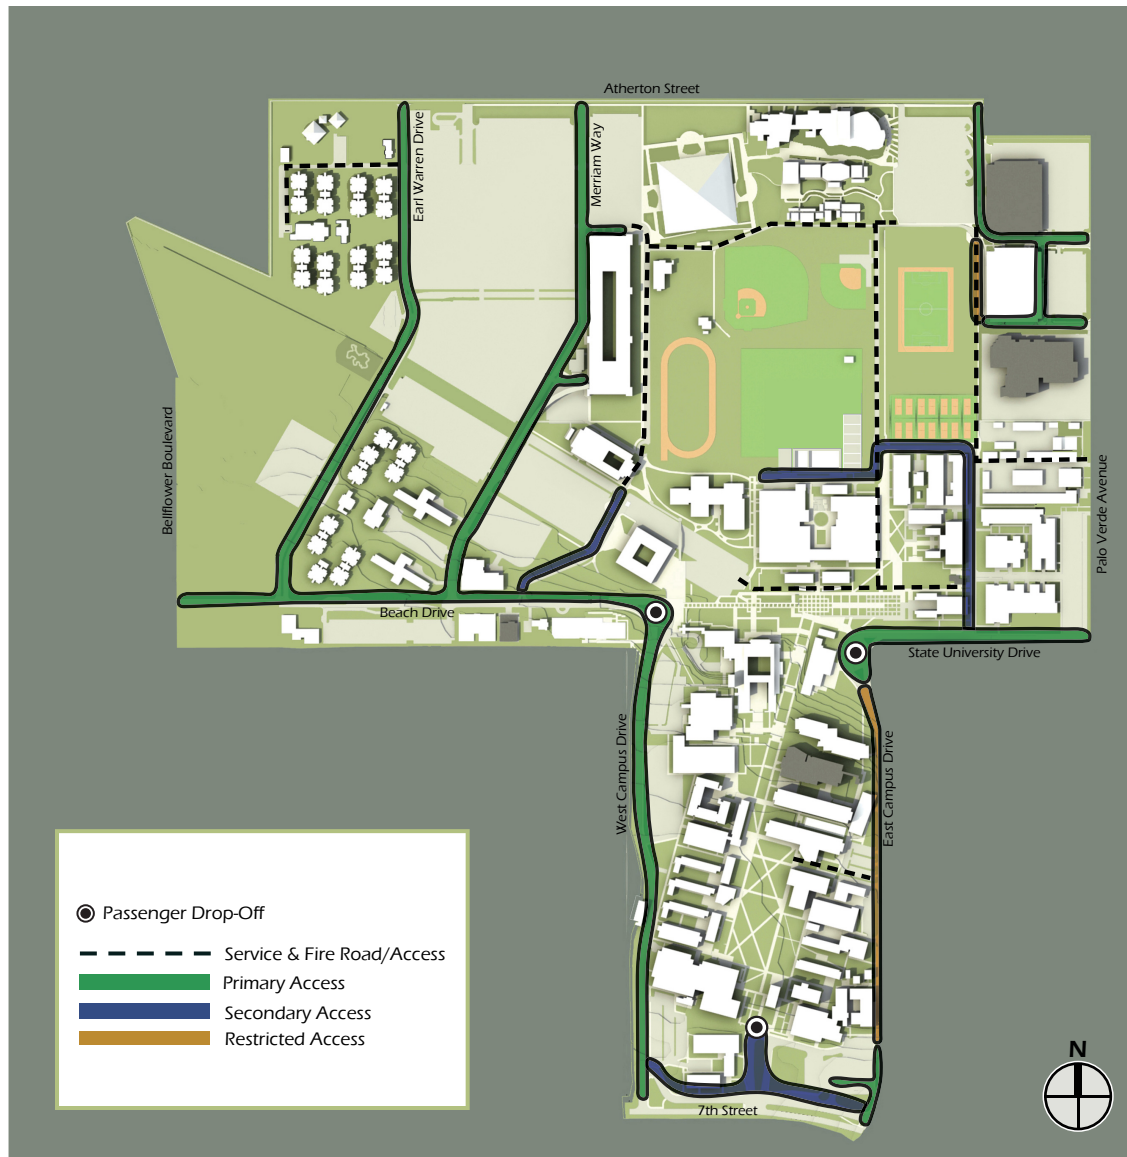 Atherton Street
Earl Warren Drive
Merriam Way
Bellflower Boulevard
Palo Verde Avenue
Beach Drive
State University Drive
West Campus Drive
East Campus Drive
Passenger Drop-Off
Service & Fire Road/Access
Primary Access
Secondary Access
Restricted Access
N
7th Street